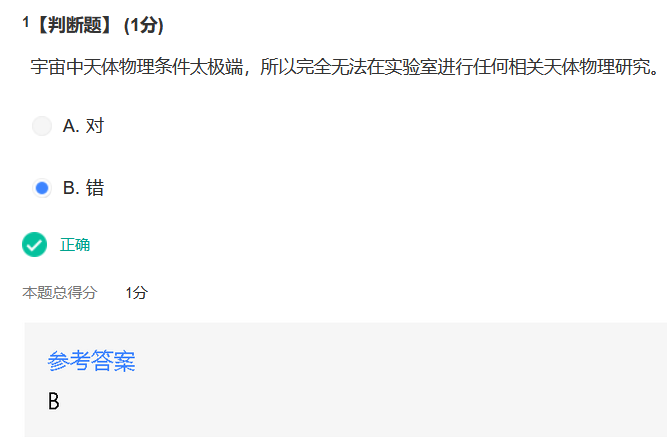 1【判断题】 (1分)
宇宙中天体物理条件太极端，所以完全无法在实验室进行任何相关天体物理研究。
A. 对
B. 错
正确
本题总得分 1分
参考答案
B